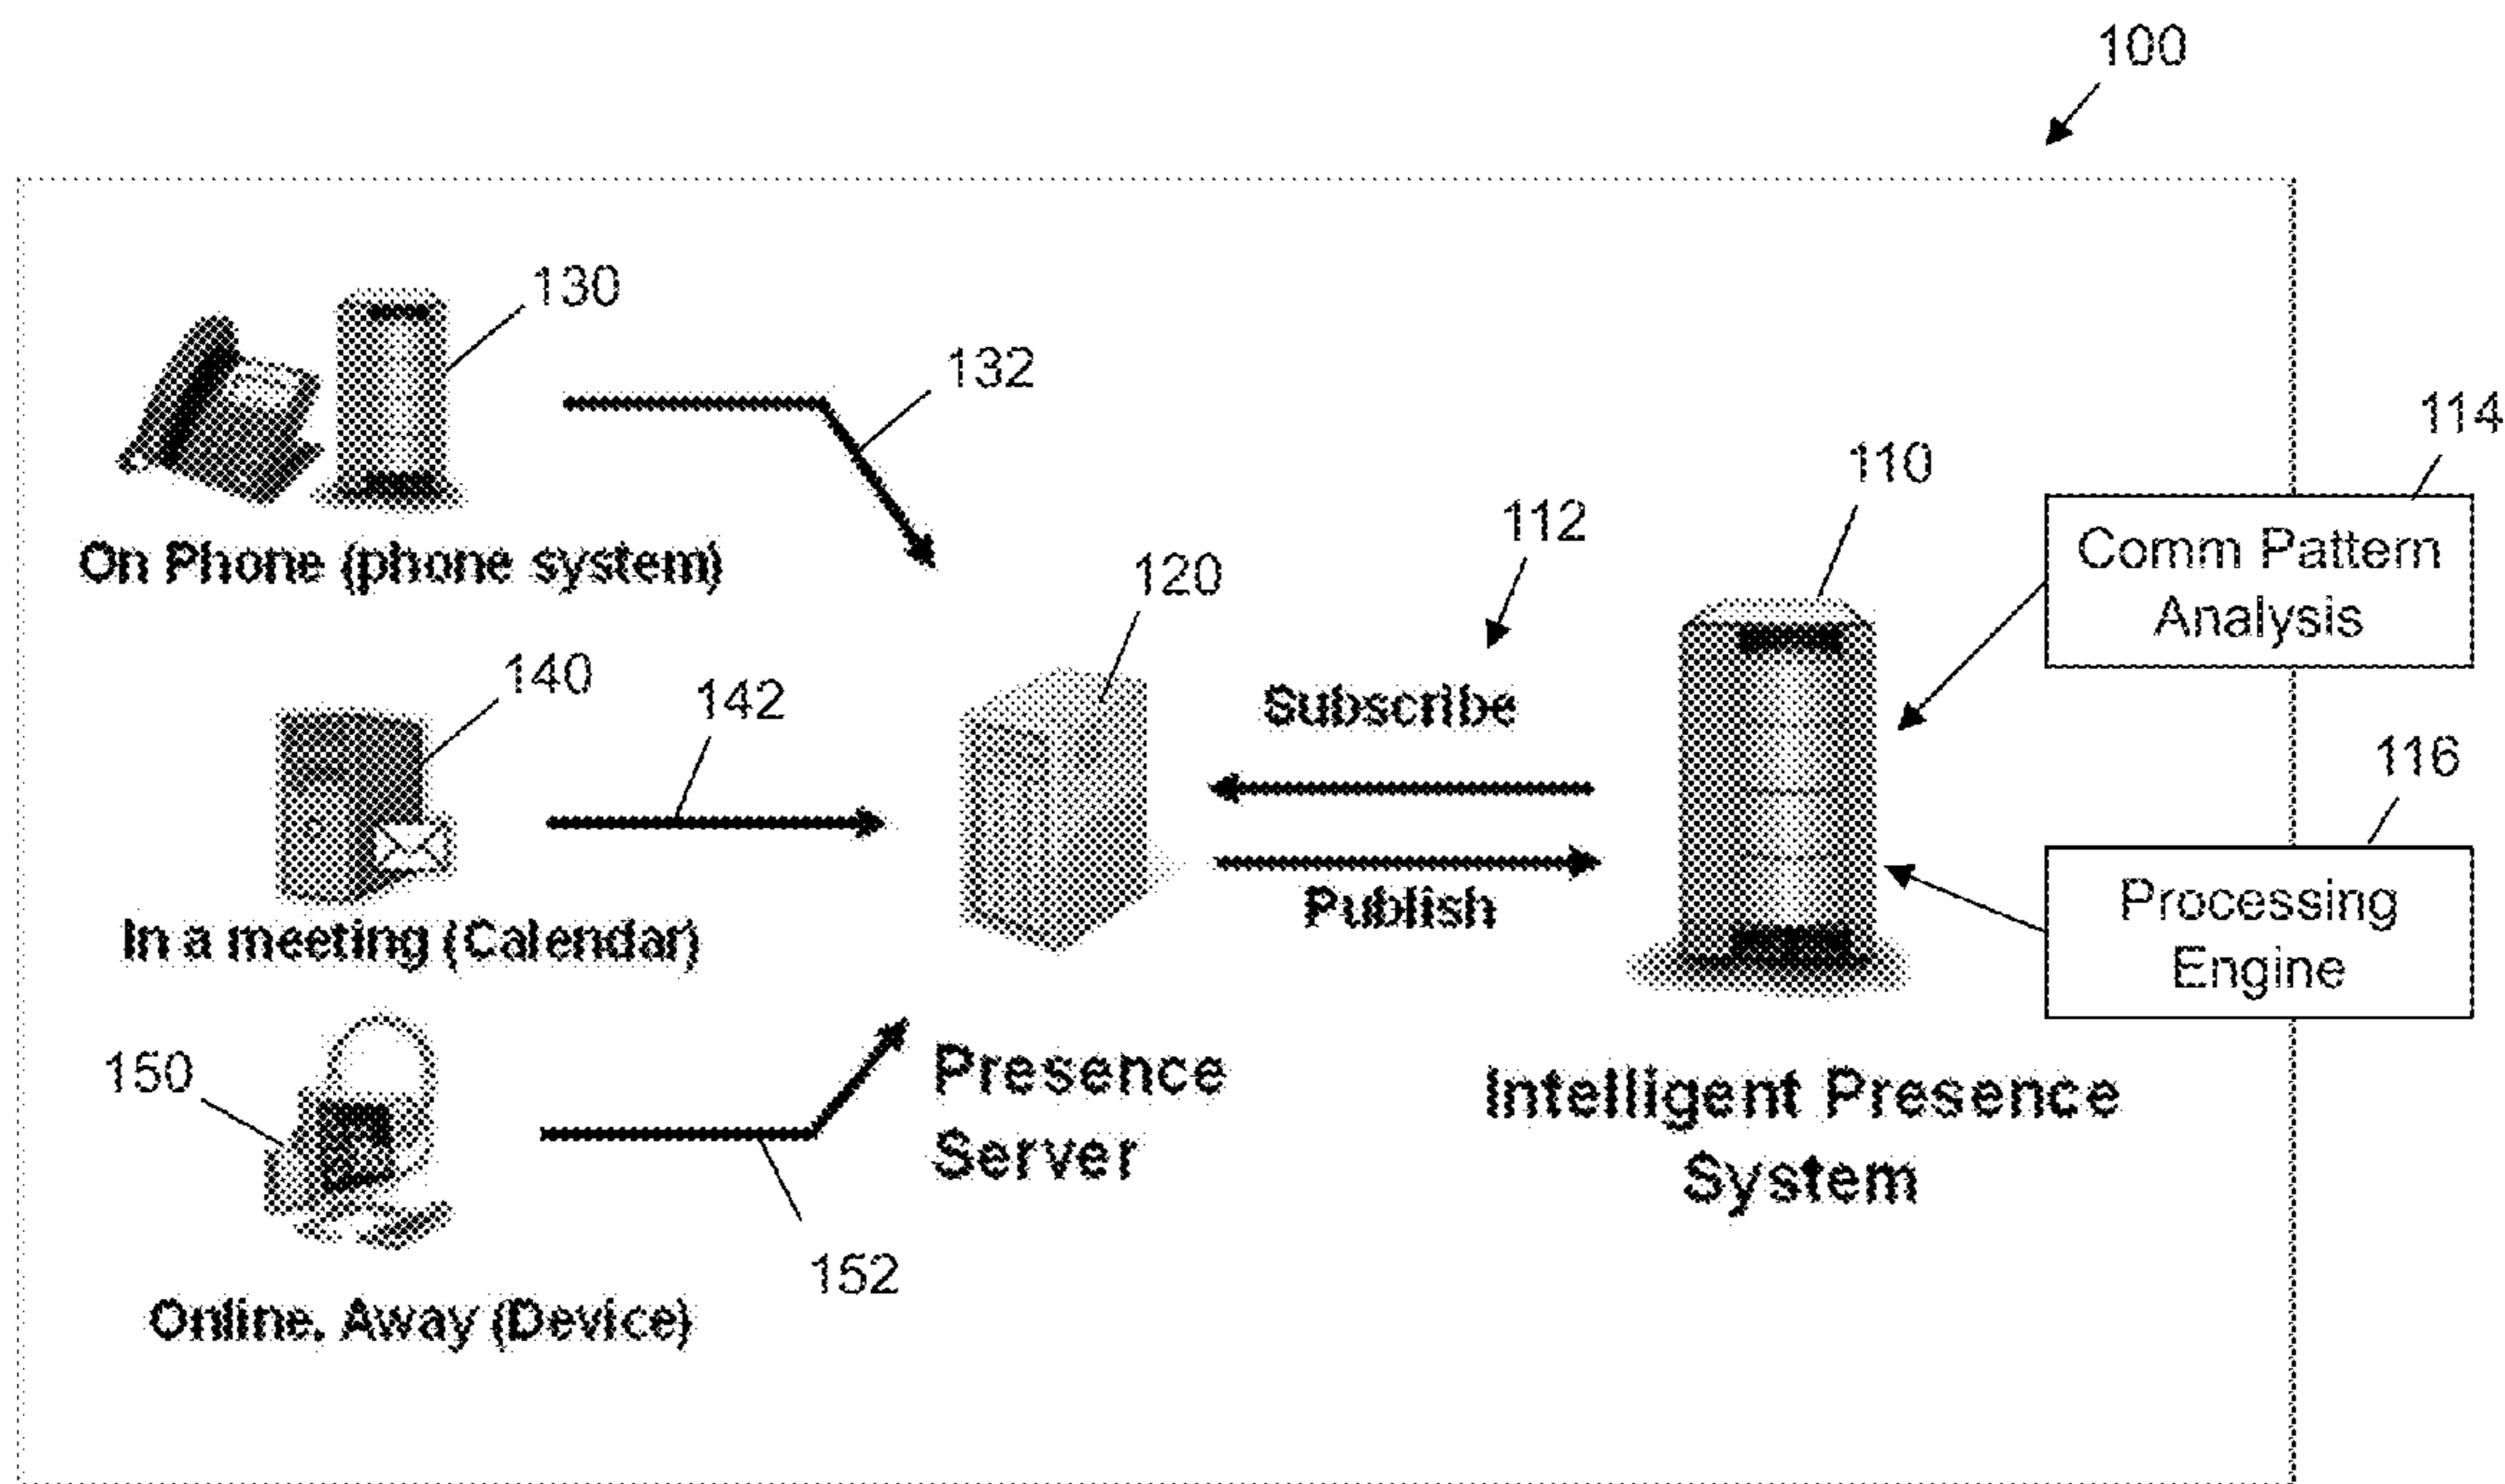 100
130
132
On Phone (phone system)
114
110
112
120
Comm Pattern
Analysis
140
142
Subscribe
116
Publish
Processing
Engine
In a meeting (Calendar)
150
Presence
Server
Intelligent Presence
System
152
Online, Away (Device)